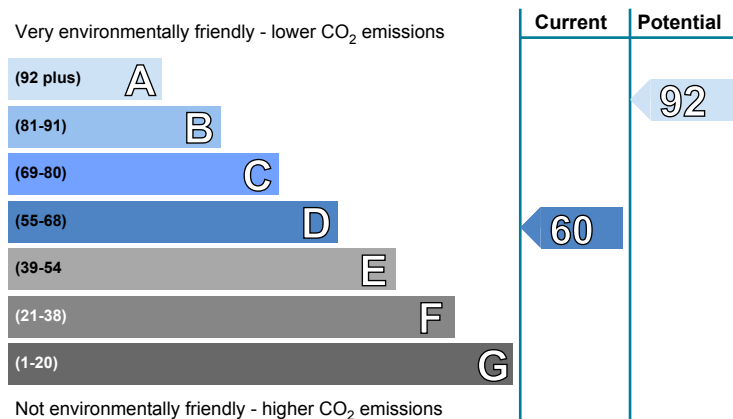 Very environmentally friendly - lower CO2 emissions
Current
Potential
(92 plus) A
(81-91) B
(69-80) C
(55-68) D
(39-54 E
(21-38) F
(1-20) G
92
60
Not environmentally friendly - higher CO2 emissions